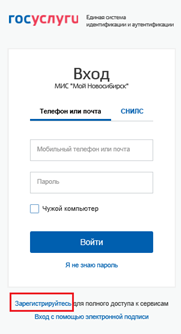 госуслуги
Единая система
идентификации и аутентификации
Вход
МИС "Мой Новосибирск"
Телефон или почта СНИЛС
Мобильный телефон или почта
Пароль
Чужой компьютер
Войти
Я не знаю пароль
Зарегистрируйтесь для полного доступа к сервисам
Вход с помощью электронной подписи